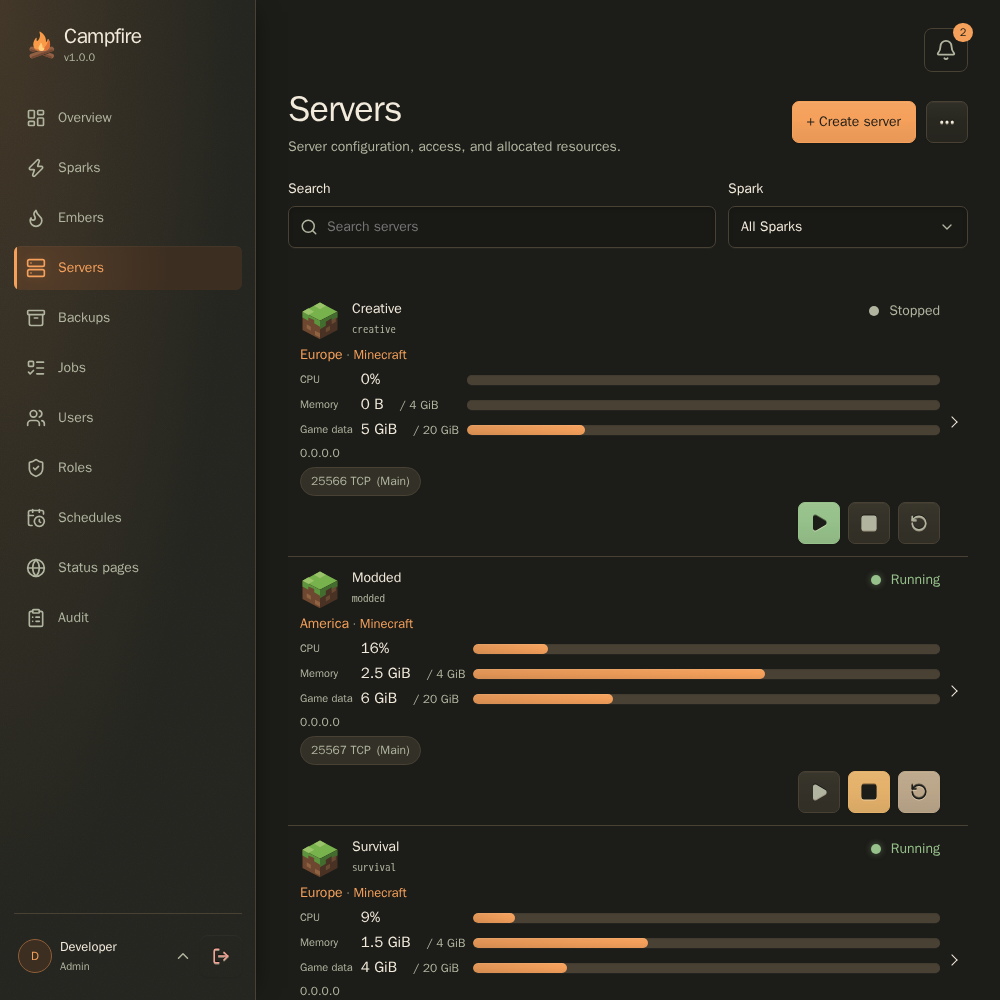 Campfire
v1.0.0
Overview
Sparks
Embers
Servers
Backups
Jobs
Users
Roles
Schedules
Status pages
Audit
D
Developer
Admin
2
Servers
Server configuration, access, and allocated resources.
+ Create server
Search
Search servers
Spark
All Sparks
Creative
creative
Stopped
Europe · Minecraft
CPU 0%
Memory 0 B / 4 GiB
Game data 5 GiB / 20 GiB
0.0.0.0
25566 TCP (Main)
Modded
modded
Running
America · Minecraft
CPU 16%
Memory 2.5 GiB / 4 GiB
Game data 6 GiB / 20 GiB
0.0.0.0
25567 TCP (Main)
Survival
survival
Running
Europe · Minecraft
CPU 9%
Memory 1.5 GiB / 4 GiB
Game data 4 GiB / 20 GiB
0.0.0.0